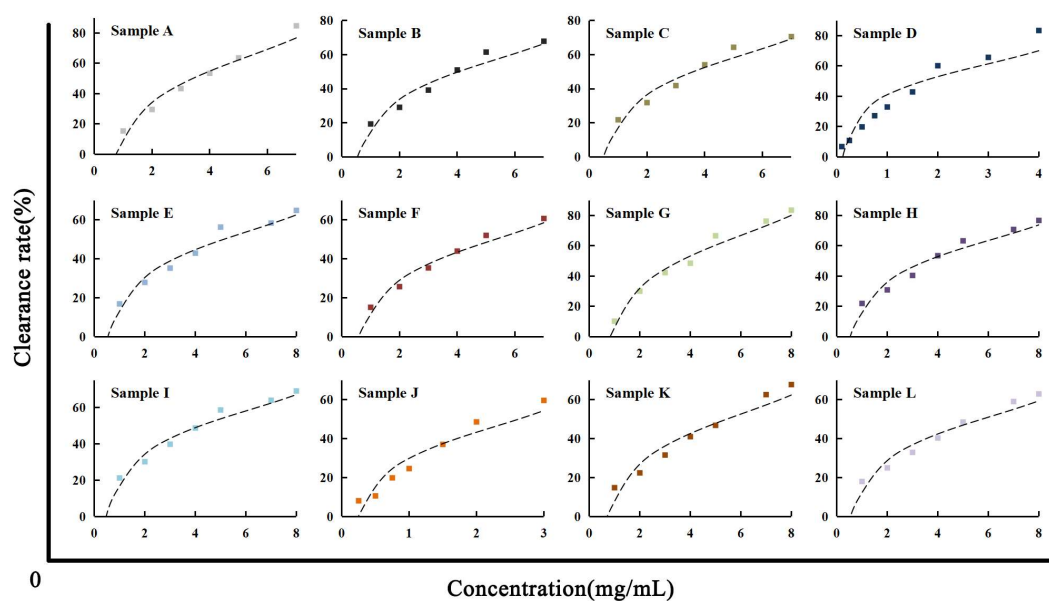 Clearance rate(%)
Sample A
80
60
40
20
0
0 2 4 6
Sample B
80
60
40
20
0
0 2 4 6
Sample C
80
60
40
20
0
0 2 4 6
Sample D
80
60
40
20
0
0 1 2 3 4
Sample E
60
40
20
0
0 2 4 6 8
Sample F
60
40
20
0
0 2 4 6
Sample G
80
60
40
20
0
0 2 4 6 8
Sample H
80
60
40
20
0
0 2 4 6 8
Sample I
60
40
20
0
0 2 4 6 8
Sample J
60
40
20
0
0 1 2 3
Sample K
60
40
20
0
0 2 4 6 8
Sample L
60
40
20
0
0 2 4 6 8
0
Concentration(mg/mL)